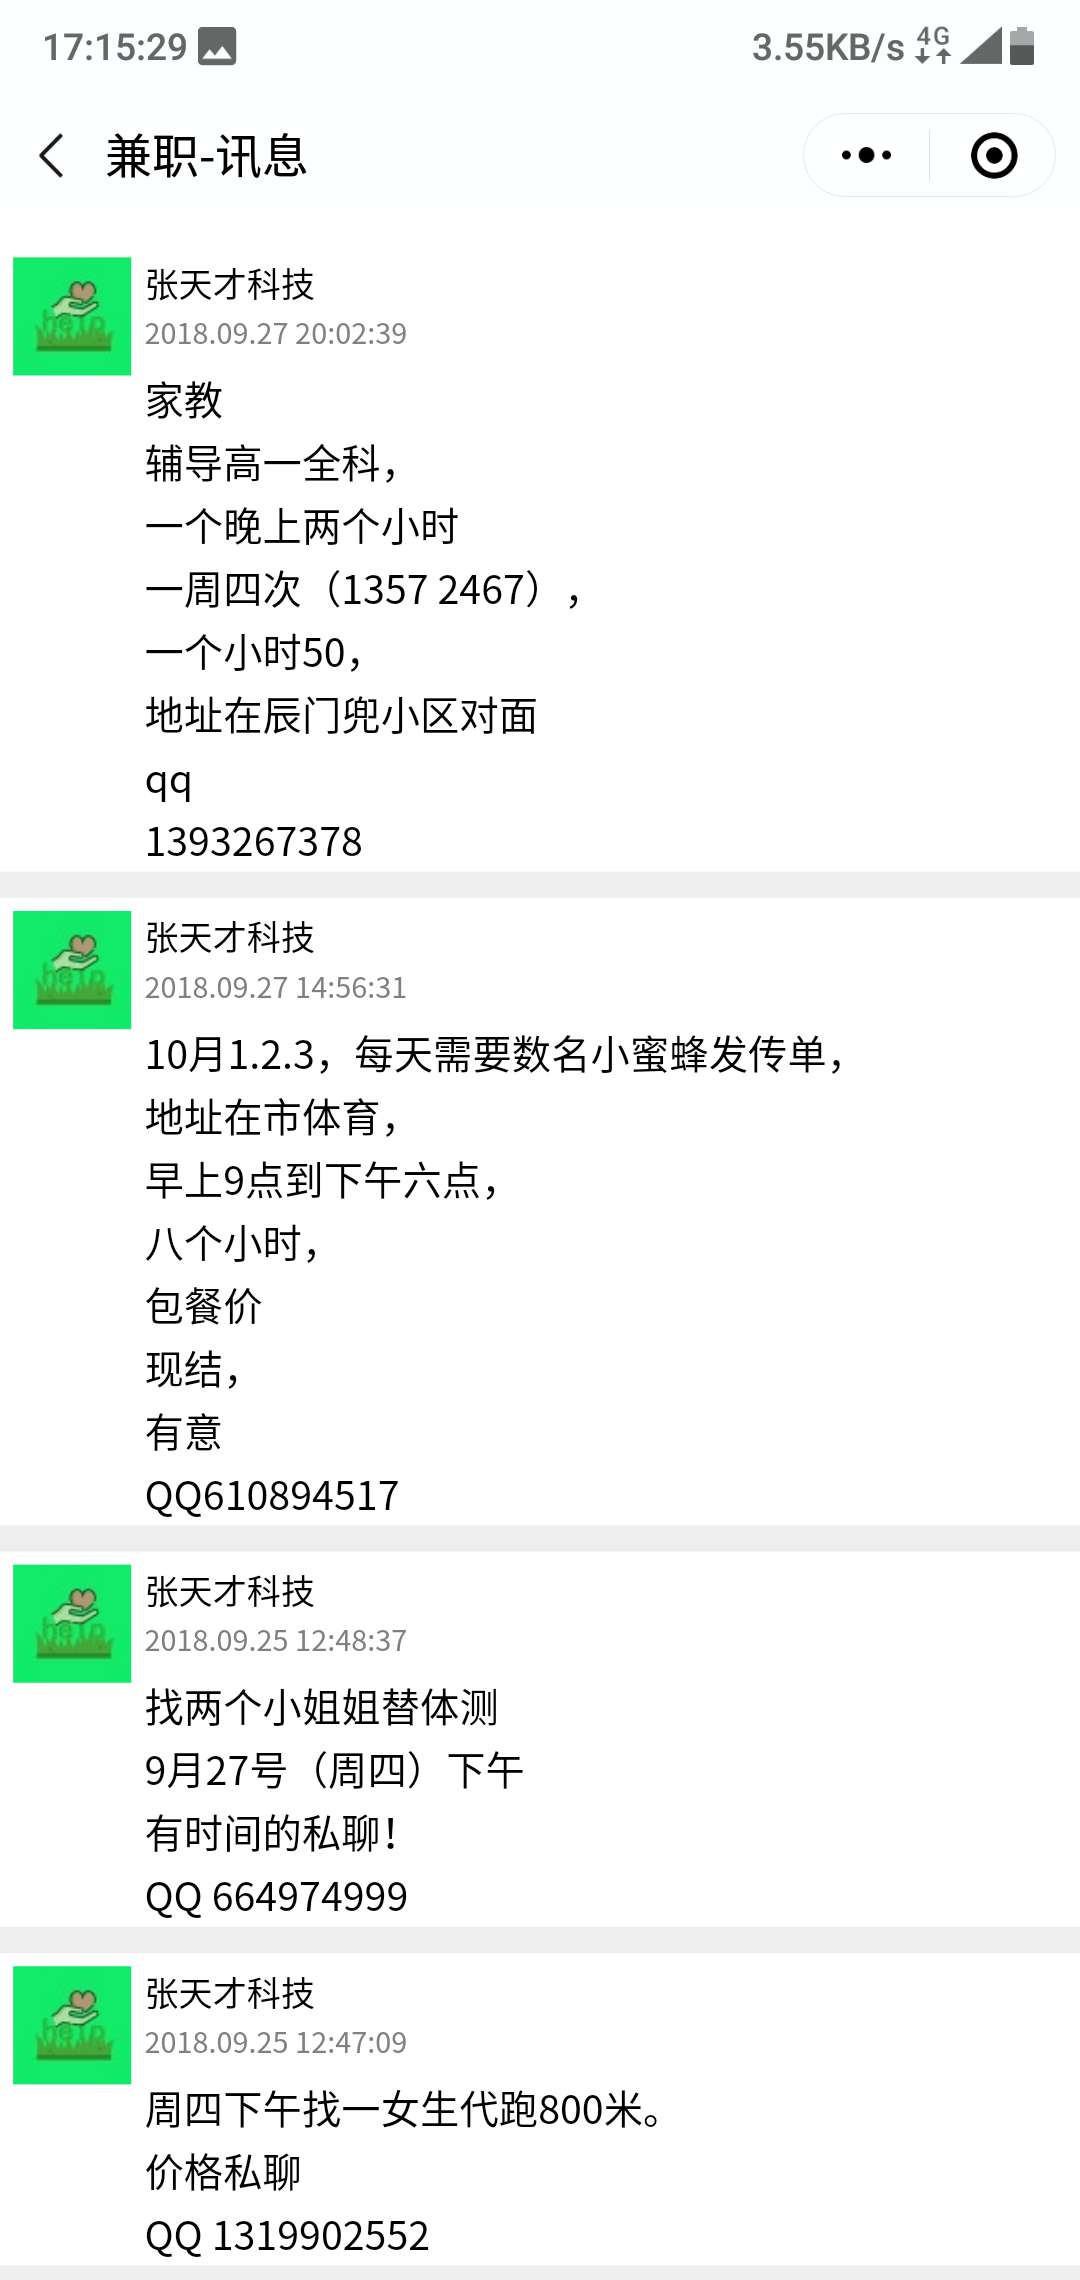 17:15:29
3.55KB/s 4G
兼职-讯息
张天才科技
2018.09.27 20:02:39
家教
辅导高一全科，
一个晚上两个小时
一周四次（1357 2467），
一个小时50，
地址在辰门兜小区对面
qq
1393267378
help
张天才科技
2018.09.27 14:56:31
10月1.2.3，每天需要数名小蜜蜂发传单，
地址在市体育，
早上9点到下午六点，
八个小时，
包餐价
现结，
有意
QQ610894517
help
张天才科技
2018.09.25 12:48:37
找两个小姐姐替体测
9月27号（周四）下午
有时间的私聊！
QQ 664974999
help
张天才科技
2018.09.25 12:47:09
周四下午找一女生代跑800米。
价格私聊
QQ 1319902552
help